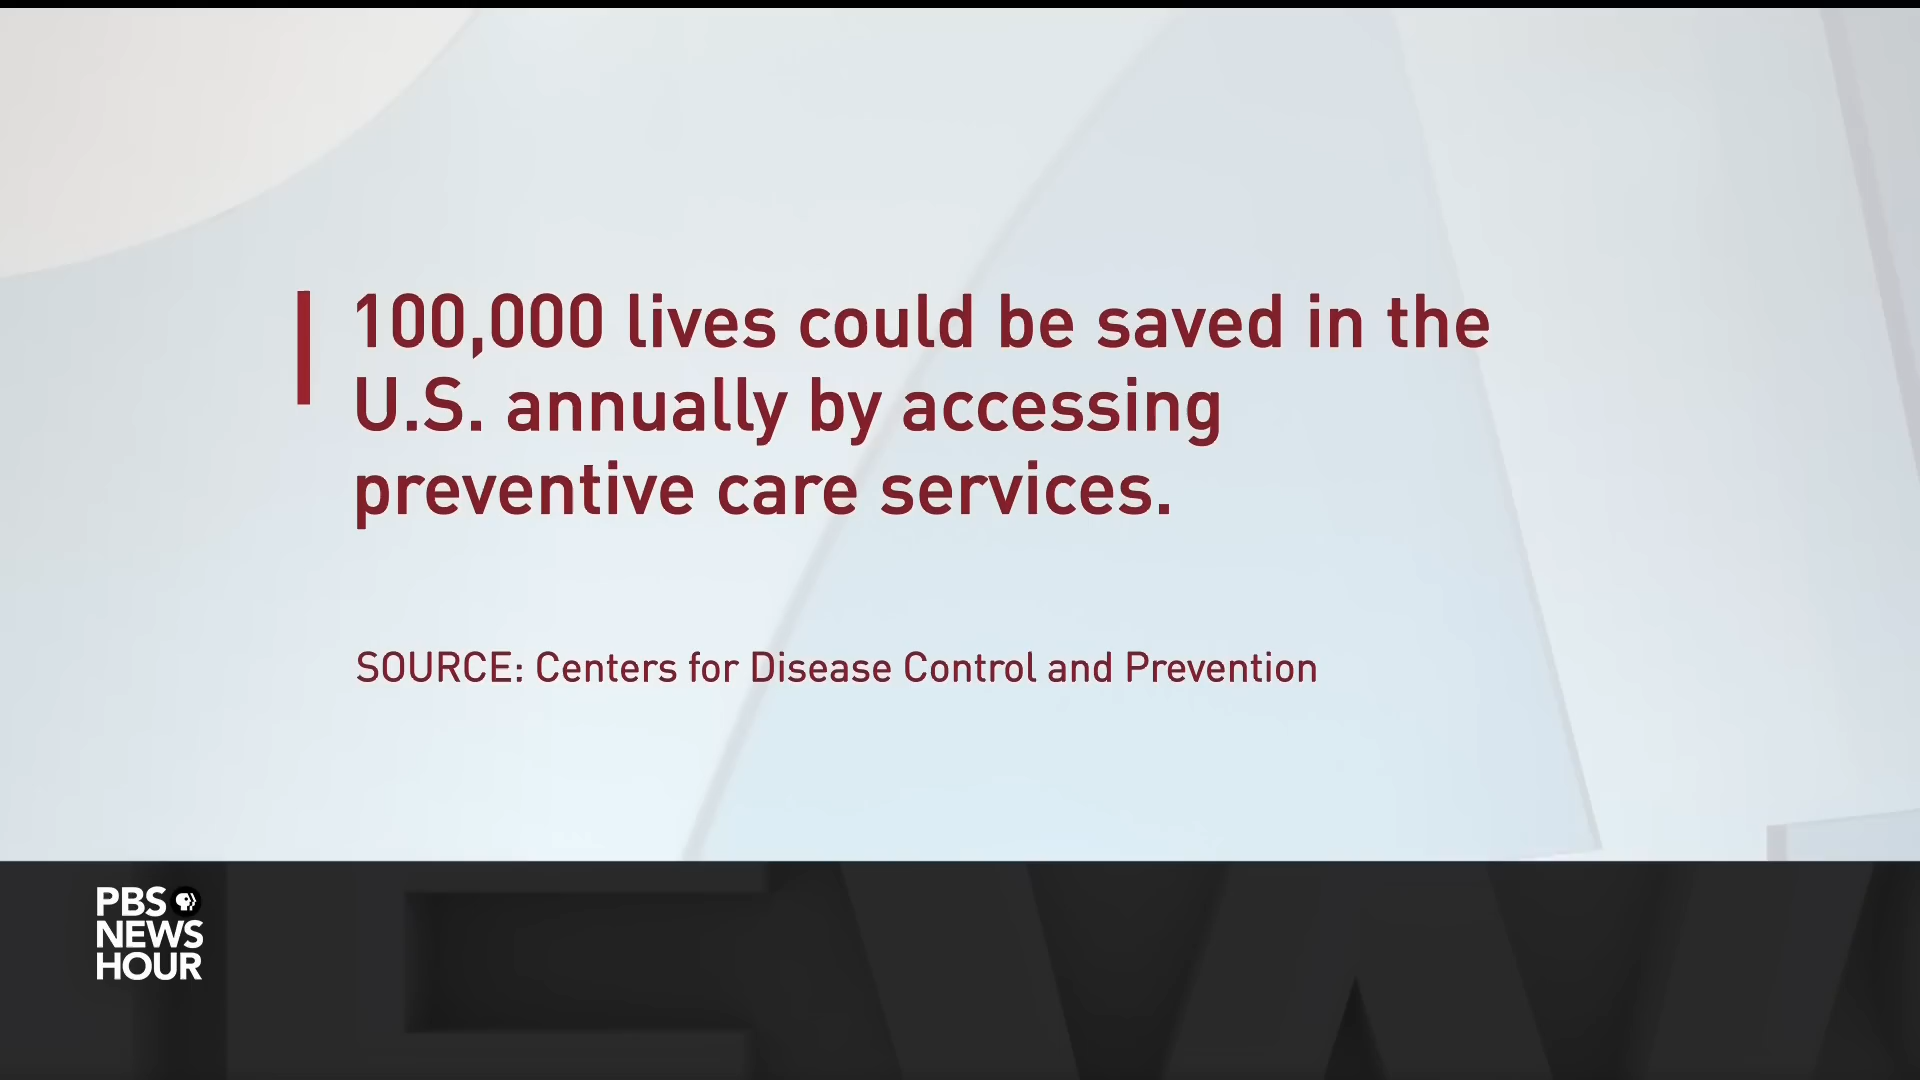 100,000 lives could be saved in the
U.S. annually by accessing
preventive care services.
SOURCE: Centers for Disease Control and Prevention
PBS
NEWS
HOUR